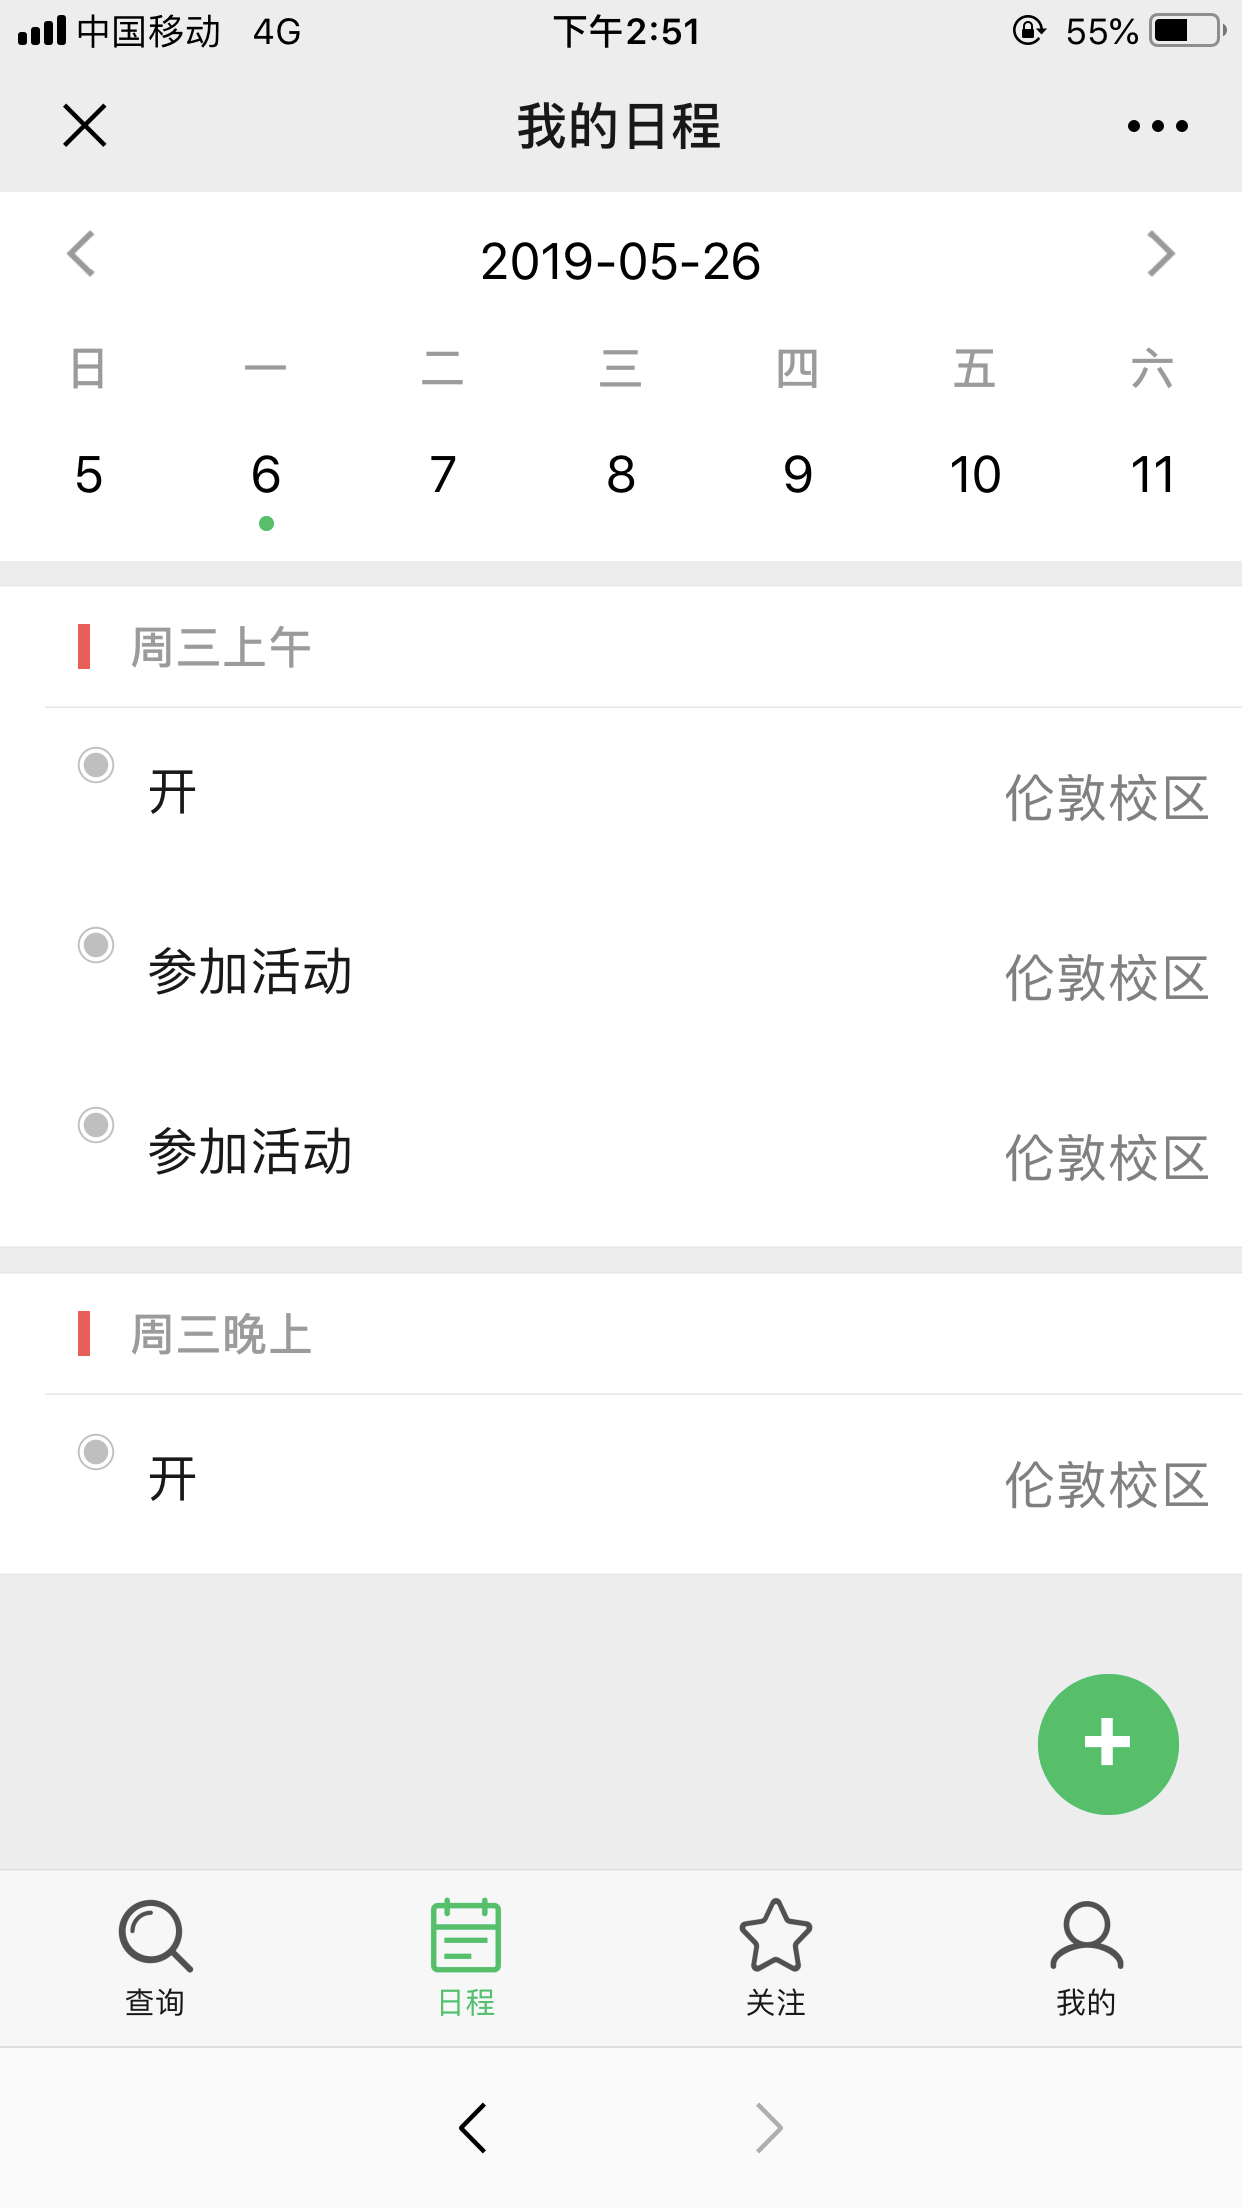 中国移动 4G 下午2:51 55%
我的日程
2019-05-26
日 一 二 三 四 五 六
5 6 7 8 9 10 11
周三上午
开 伦敦校区
参加活动 伦敦校区
参加活动 伦敦校区
周三晚上
开 伦敦校区
查询 日程 关注 我的